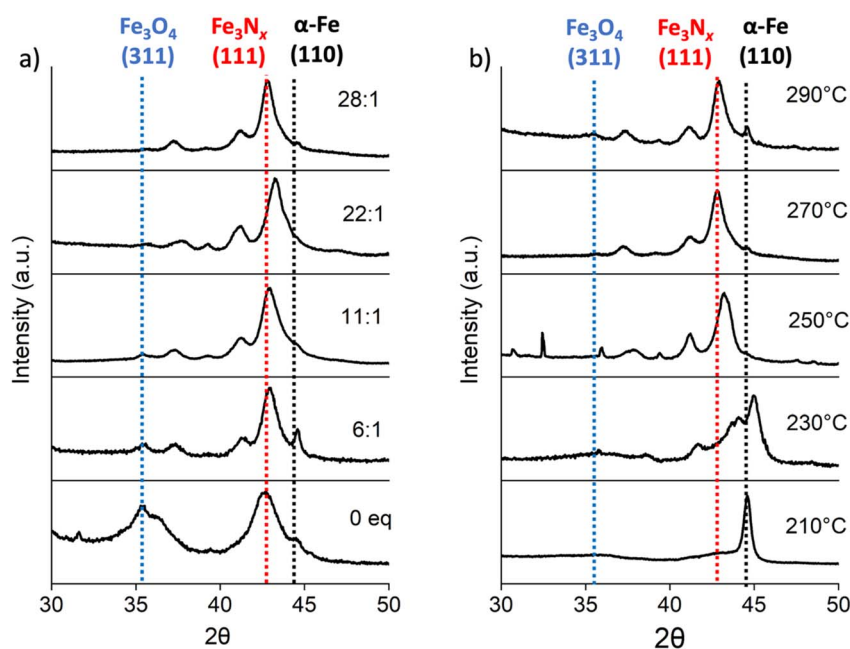 a)
Fe₃O₄
(311)
Fe₃Nₓ
(111)
α-Fe
(110)
28:1
22:1
11:1
6:1
0 eq
Intensity (a.u.)
30 35 40 45 50
2θ
b)
Fe₃O₄
(311)
Fe₃Nₓ
(111)
α-Fe
(110)
290°C
270°C
250°C
230°C
210°C
Intensity (a.u.)
30 35 40 45 50
2θ